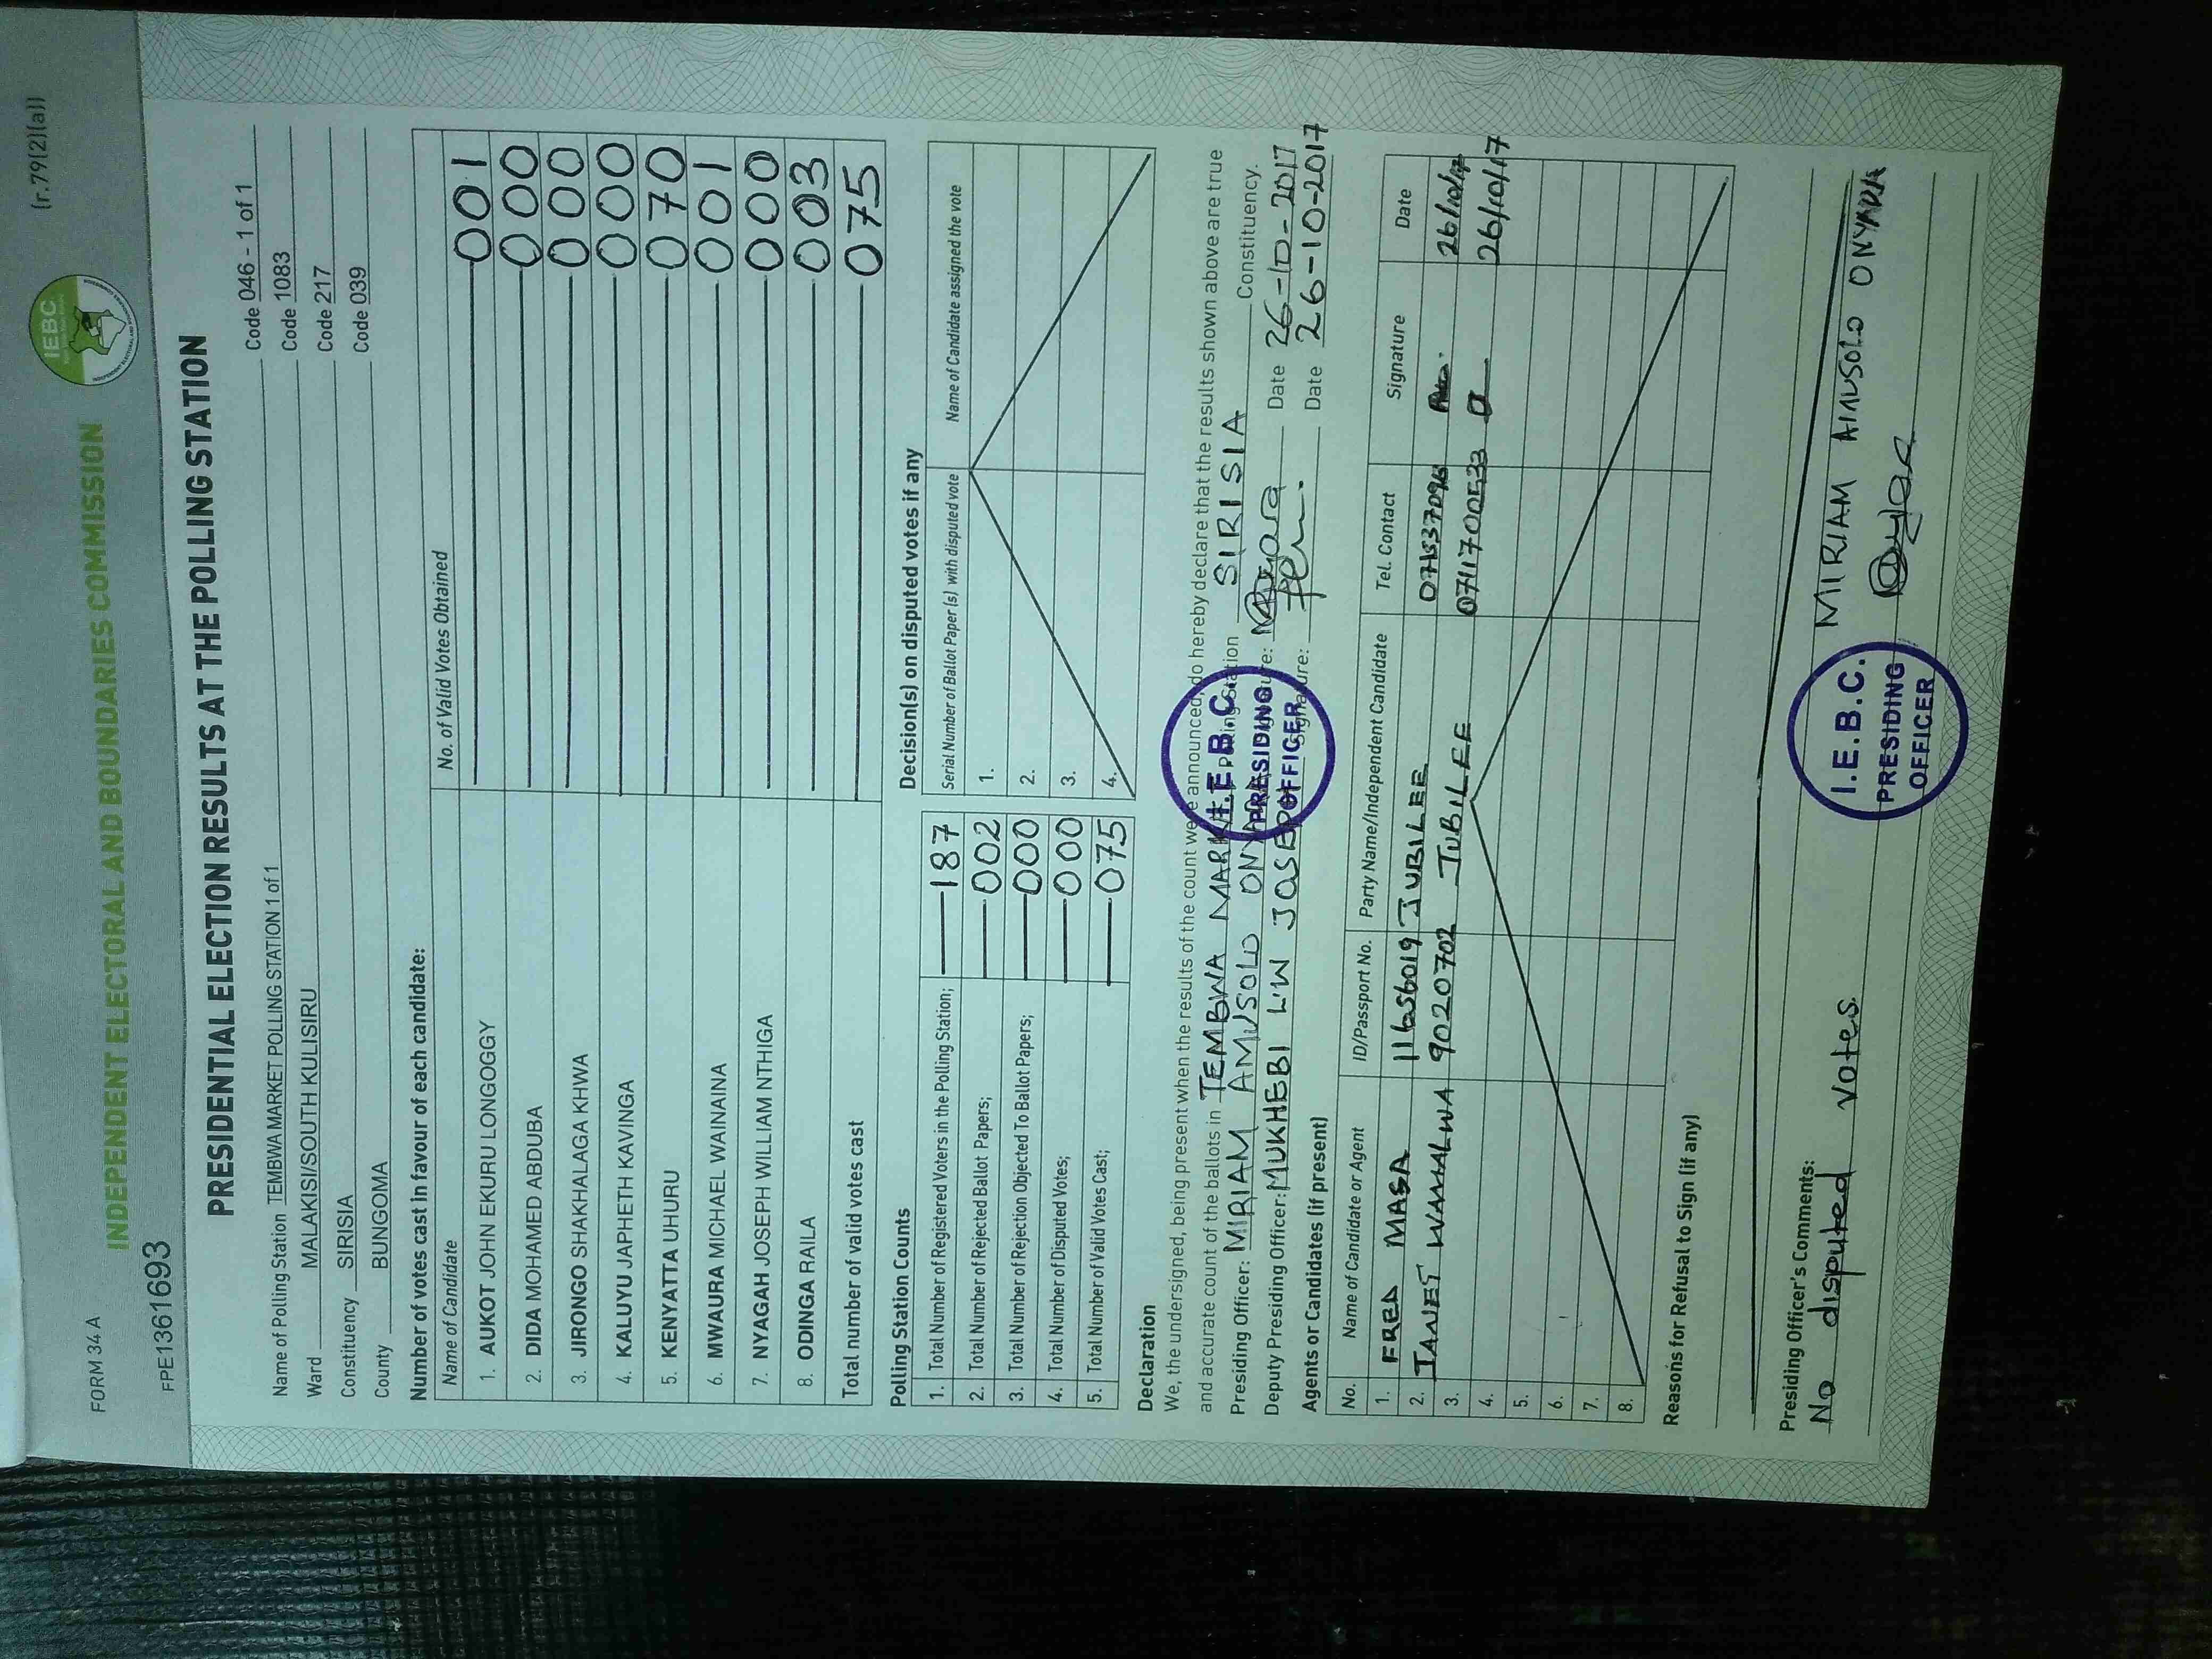 (r.79(2)(a))
FORM 34 A
IEBC
INDEPENDENT ELECTORAL AND BOUNDARIES COMMISSION
FPE1361693
PRESIDENTIAL ELECTION RESULTS AT THE POLLING STATION
Name of Polling Station TEMBWA MARKET POLLING STATION 1 of 1 Code 046 - 1 of 1
Ward MALAKISI/SOUTH KULISIRU Code 1083
Constituency SIRISIA Code 217
County BUNGOMA Code 039
Number of votes cast in favour of each candidate:
Name of Candidate No. of Valid Votes Obtained
1. AUKOT JOHN EKURU LONGOGGY 001
2. DIDA MOHAMED ABDUBA 000
3. JIRONGO SHAKHALAGA KHWA 000
4. KALUYU JAPHETH KAVINGA 000
5. KENYATTA UHURU 070
6. MWAURA MICHAEL WAINAINA 001
7. NYAGAH JOSEPH WILLIAM NTHIGA 000
8. ODINGA RAILA 003
Total number of valid votes cast 075
Polling Station Counts
1. Total Number of Registered Voters in the Polling Station; 187
2. Total Number of Rejected Ballot Papers; 002
3. Total Number of Rejection Objected To Ballot Papers; 000
4. Total Number of Disputed Votes; 000
5. Total Number of Valid Votes Cast; 075
Decision(s) on disputed votes if any
Serial Number of Ballot Paper (s) with disputed vote Name of Candidate assigned the vote
1.
2.
3.
4.
Declaration
We, the undersigned, being present when the results of the count were announced, do hereby declare that the results shown above are true
and accurate count of the ballots in TEMBWA MARKET Polling Station SIRISIA Constituency.
Presiding Officer: MIRIAM AMUSOLO ONYARA Signature: Date 26-10-2017
Deputy Presiding Officer: MUKHEBI L.W JOSEPH Signature: Date 26-10-2017
I.E.B.C.
PRESIDING
OFFICER
Agents or Candidates (if present)
No. Name of Candidate or Agent ID/Passport No. Party Name/Independent Candidate Tel. Contact Signature Date
1. FRED MASA 11656019 JUBILEE 26/10/17
2. JANET WAMALWA 9020702 JUBILEE 0711700533 26/10/17
3.
4.
5.
6.
7.
8.
Reasons for Refusal to Sign (if any)
Presiding Officer's Comments:
No disputed votes. MIRIAM AMUSOLO ONYARA
I.E.B.C.
PRESIDING
OFFICER